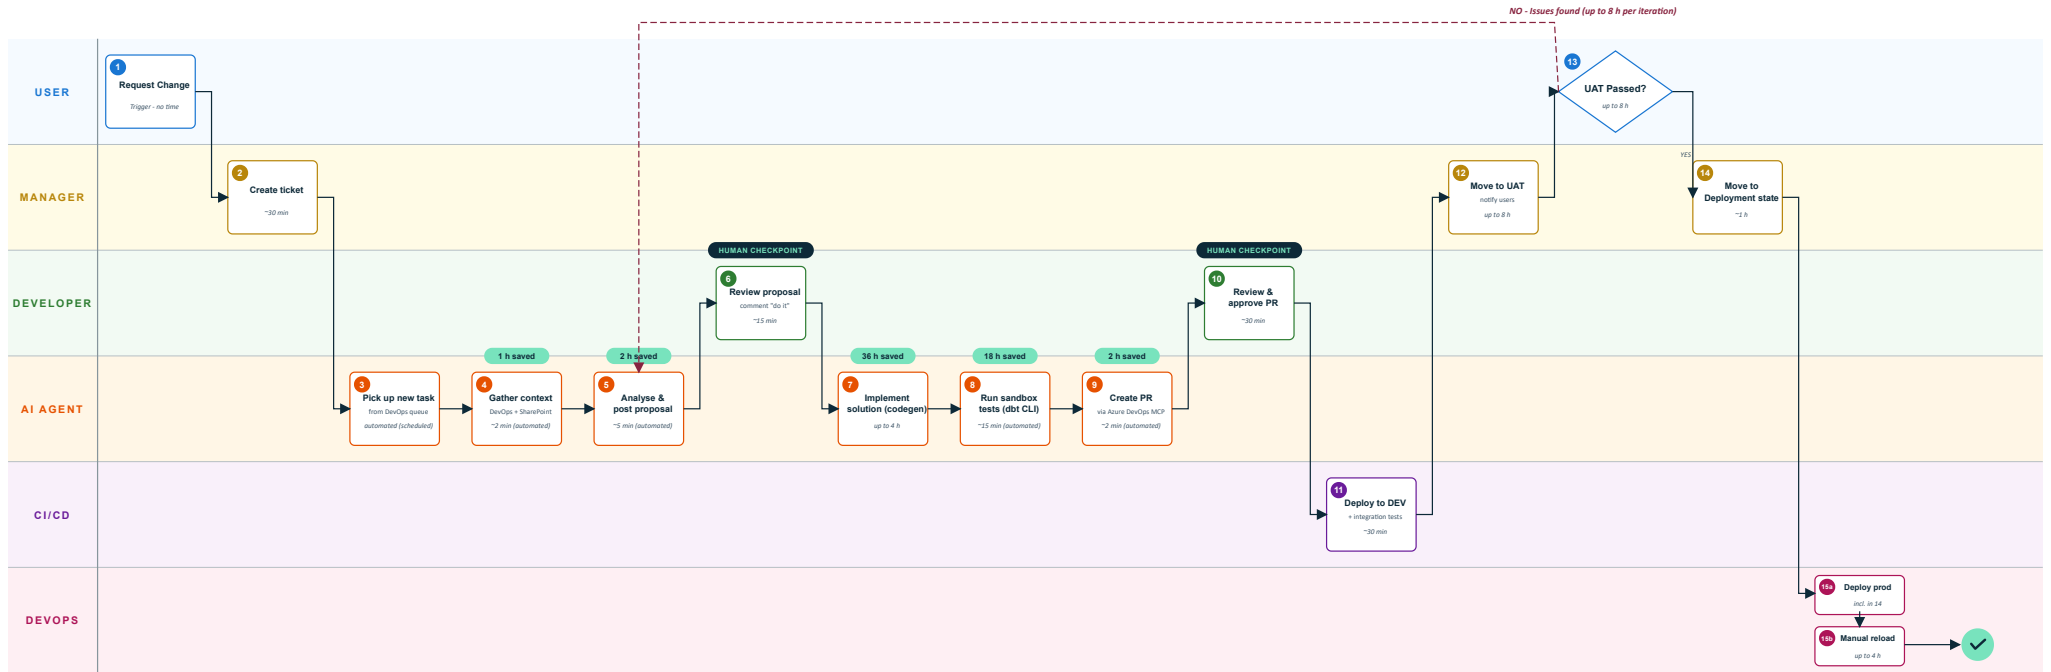 NO - Issues found (up to 8 h per iteration)
USER
1
Request Change
Trigger - no time
13
UAT Passed?
up to 8 h
YES
MANAGER
2
Create ticket
~30 min
12
Move to UAT
notify users
up to 8 h
14
Move to
Deployment state
~1 h
DEVELOPER
HUMAN CHECKPOINT
6
Review proposal
comment "do it"
~15 min
HUMAN CHECKPOINT
10
Review &
approve PR
~30 min
AI AGENT
3
Pick up new task
from DevOps queue
automated (scheduled)
1 h saved
4
Gather context
DevOps + SharePoint
~2 min (automated)
2 h saved
5
Analyse &
post proposal
~5 min (automated)
36 h saved
7
Implement
solution (codegen)
up to 4 h
18 h saved
8
Run sandbox
tests (dbt CLI)
~15 min (automated)
2 h saved
9
Create PR
via Azure DevOps MCP
~2 min (automated)
CI/CD
11
Deploy to DEV
+ integration tests
~30 min
DEVOPS
15a
Deploy prod
incl. in 14
15b
Manual reload
up to 4 h